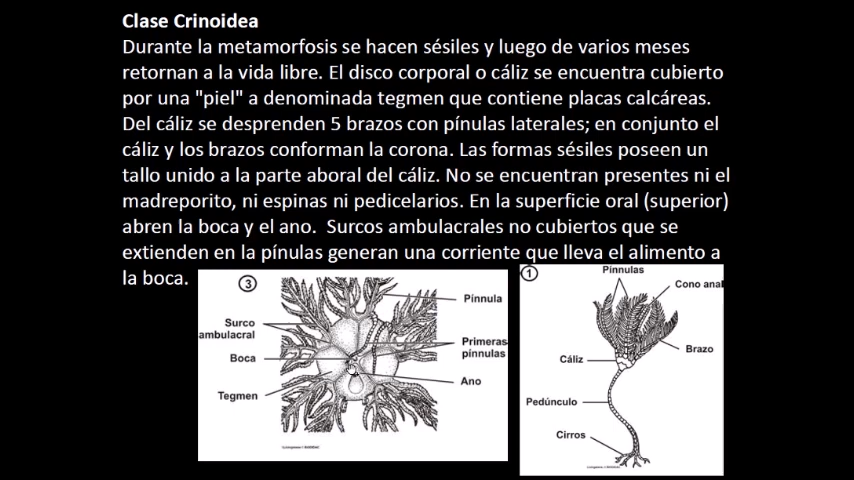 Clase Crinoidea
Durante la metamorfosis se hacen sésiles y luego de varios meses
retornan a la vida libre. El disco corporal o cáliz se encuentra cubierto
por una "piel" a denominada tegmen que contiene placas calcáreas.
Del cáliz se desprenden 5 brazos con pínulas laterales; en conjunto el
cáliz y los brazos conforman la corona. Las formas sésiles poseen un
tallo unido a la parte aboral del cáliz. No se encuentran presentes ni el
madreporito, ni espinas ni pedicelarios. En la superficie oral (superior)
abren la boca y el ano. Surcos ambulacrales no cubiertos que se
extienden en la pínulas generan una corriente que lleva el alimento a
la boca.
3
Pínnula
Surco
ambulacral
Boca
Primeras
pínnulas
Ano
Tegmen
1
Pínnulas
Cono anal
Brazo
Cáliz
Pedúnculo
Cirros